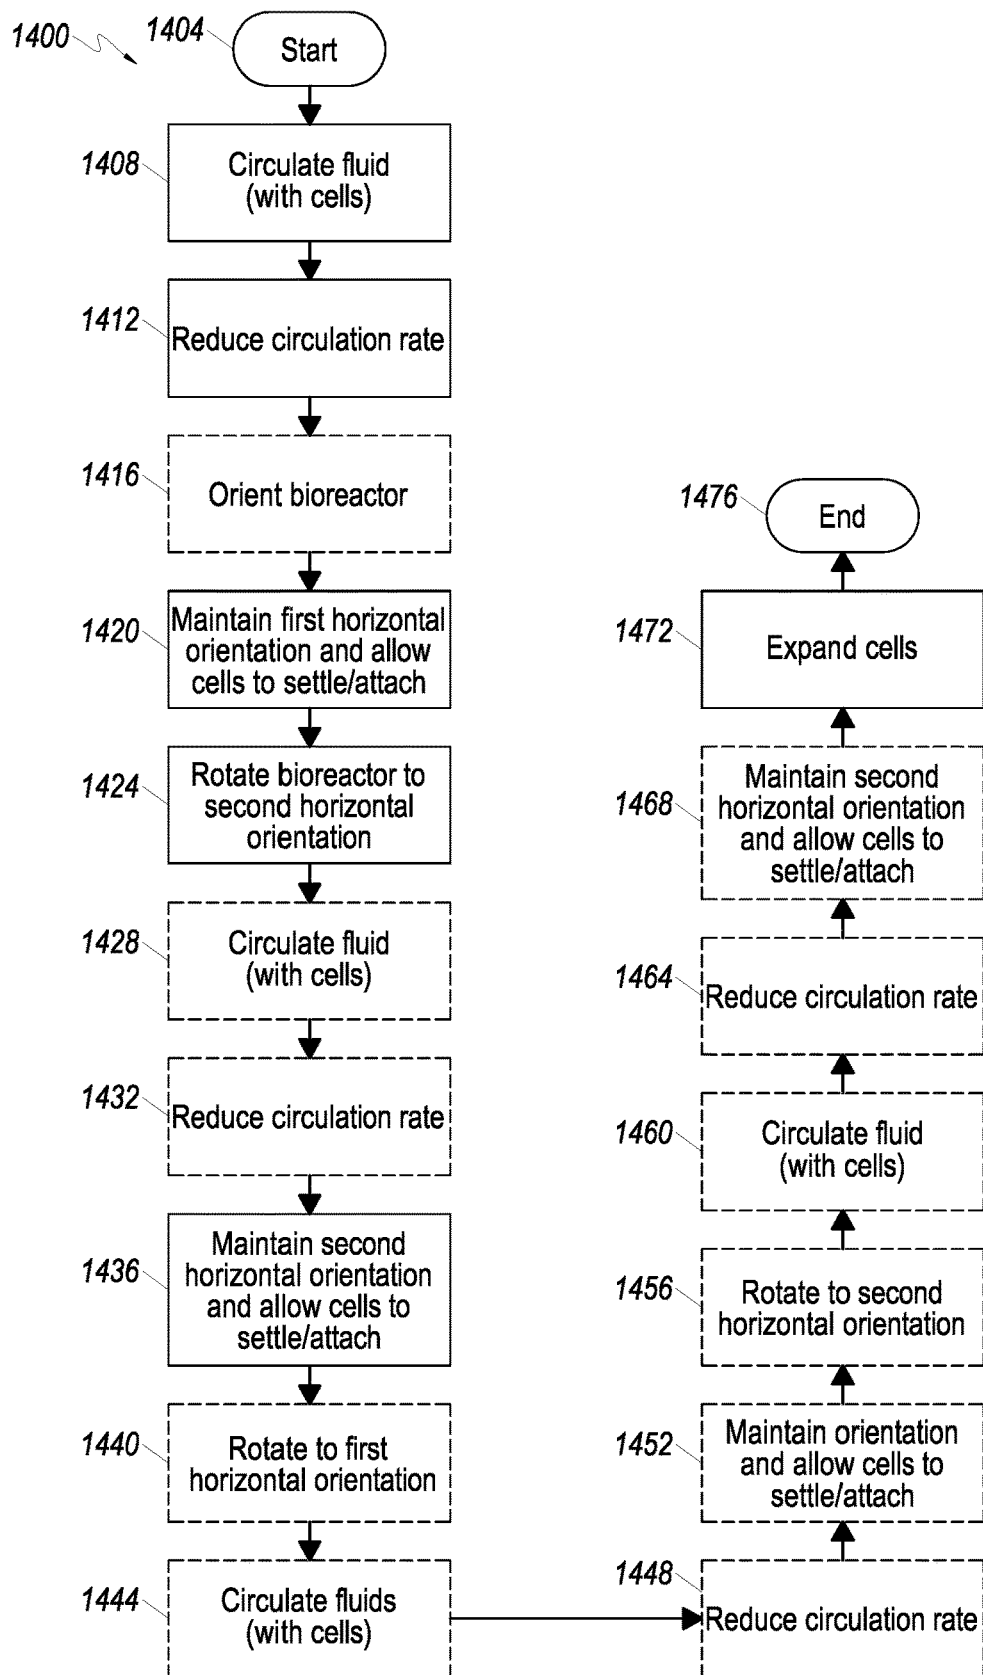 1400
1404
Start
1408
Circulate fluid
(with cells)
1412
Reduce circulation rate
1416
Orient bioreactor
1420
Maintain first horizontal
orientation and allow
cells to settle/attach
1424
Rotate bioreactor to
second horizontal
orientation
1428
Circulate fluid
(with cells)
1432
Reduce circulation rate
1436
Maintain second
horizontal orientation
and allow cells to
settle/attach
1440
Rotate to first
horizontal orientation
1444
Circulate fluids
(with cells)
1448
Reduce circulation rate
1452
Maintain orientation
and allow cells to
settle/attach
1456
Rotate to second
horizontal orientation
1460
Circulate fluid
(with cells)
1464
Reduce circulation rate
1468
Maintain second
horizontal orientation
and allow cells to
settle/attach
1472
Expand cells
1476
End